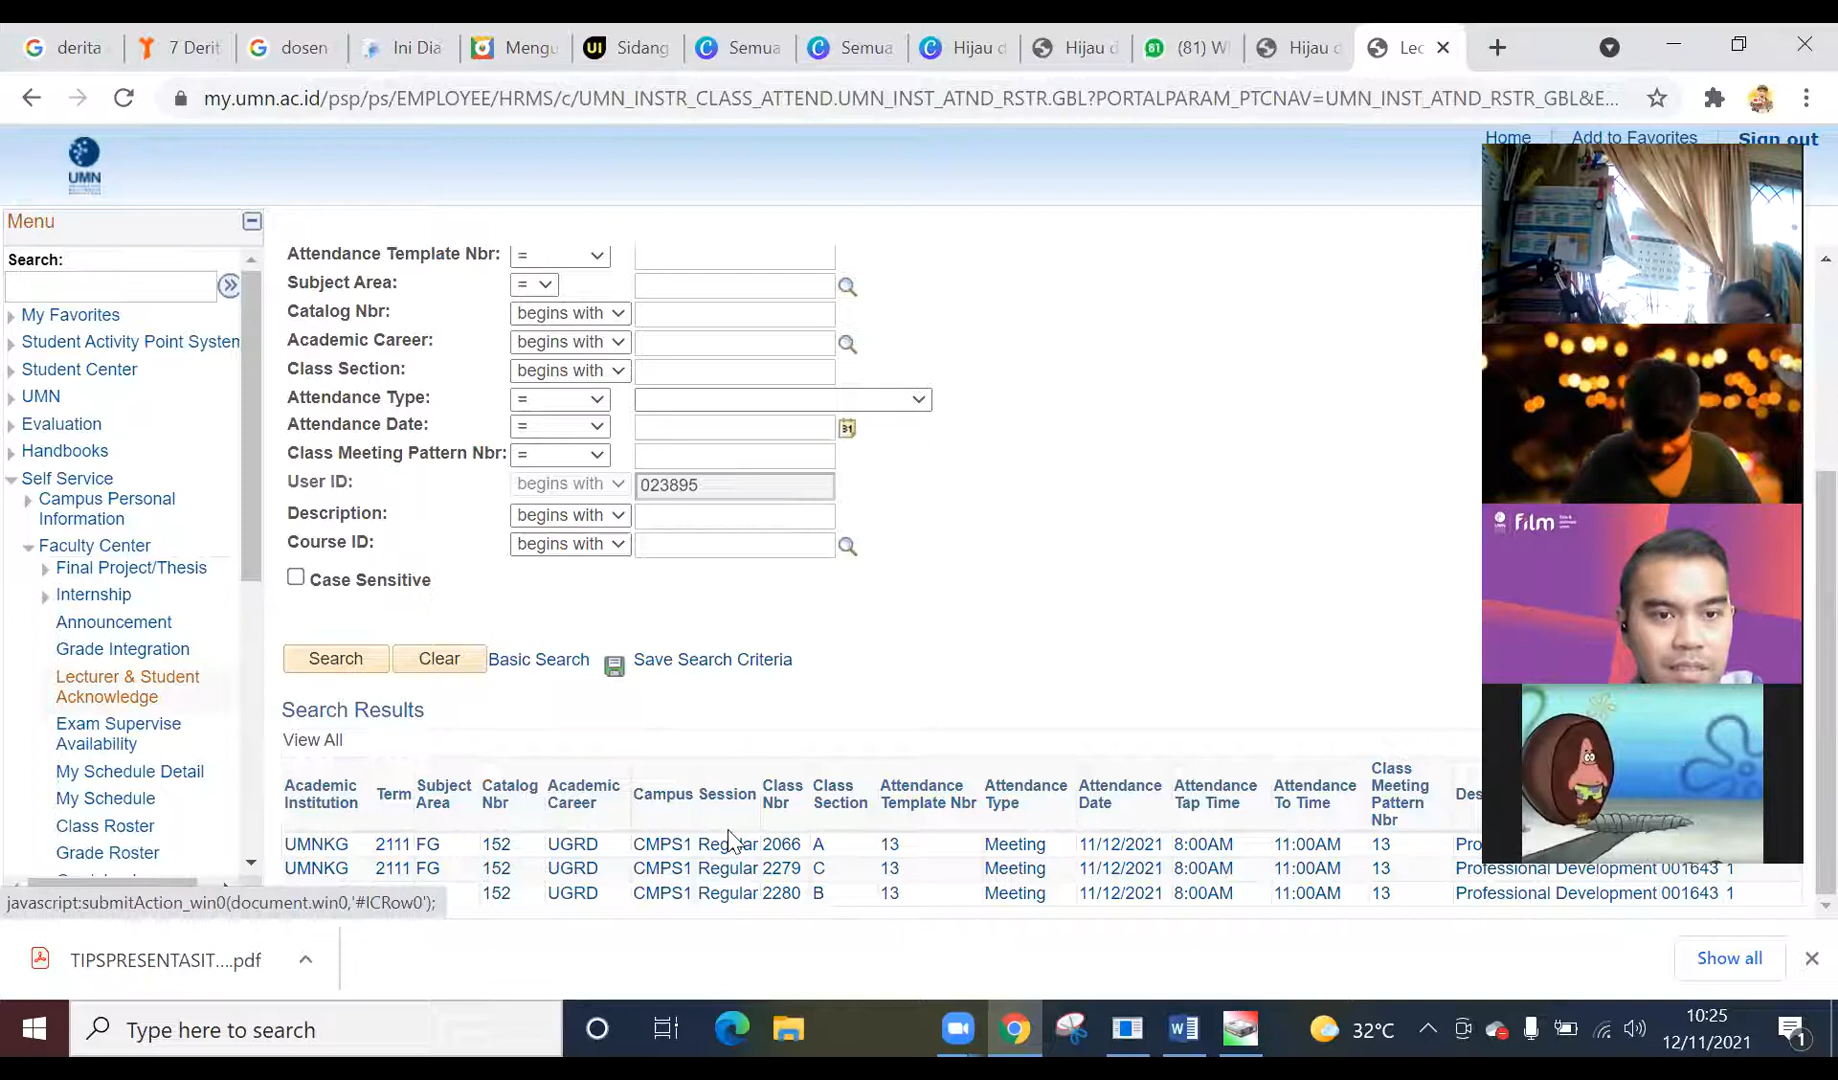 derita
7 Derit
dosen
Ini Dia
Mengu
Sidang
Semua
Semua
Hijau d
Hijau d
(81) W
Hijau d
Lec
my.umn.ac.id/psp/ps/EMPLOYEE/HRMS/c/UMN_INSTR_CLASS_ATTEND.UMN_INST_ATND_RSTR.GBL?PORTALPARAM_PTCNAV=UMN_INST_ATND_RSTR_GBL&E...
Home Add to Favorites Sign out
UMN
Menu
Search:
My Favorites
Student Activity Point System
Student Center
UMN
Evaluation
Handbooks
Self Service
Campus Personal
Information
Faculty Center
Final Project/Thesis
Internship
Announcement
Grade Integration
Lecturer & Student
Acknowledge
Exam Supervise
Availability
My Schedule Detail
My Schedule
Class Roster
Grade Roster
Attendance Template Nbr: =
Subject Area: =
Catalog Nbr: begins with
Academic Career: begins with
Class Section: begins with
Attendance Type: =
Attendance Date: = 31
Class Meeting Pattern Nbr: =
User ID: begins with 023895
Description: begins with
Course ID: begins with
Case Sensitive
Search Clear Basic Search Save Search Criteria
Search Results
View All
Academic Institution Term Subject Area Catalog Nbr Academic Career Campus Session Class Nbr Class Section Attendance Template Nbr Attendance Type Attendance Date Attendance Tap Time Attendance To Time Class Meeting Pattern Nbr Des
UMNKG 2111 FG 152 UGRD CMPS1 Regular 2066 A 13 Meeting 11/12/2021 8:00AM 11:00AM 13 Pro
UMNKG 2111 FG 152 UGRD CMPS1 Regular 2279 C 13 Meeting 11/12/2021 8:00AM 11:00AM 13 Professional Development 001643 1
152 UGRD CMPS1 Regular 2280 B 13 Meeting 11/12/2021 8:00AM 11:00AM 13 Professional Development 001643 1
film
javascript:submitAction_win0(document.win0,'#ICRow0');
TIPSPRESENTASIT....pdf
Show all
Type here to search
32°C
10:25
12/11/2021
1